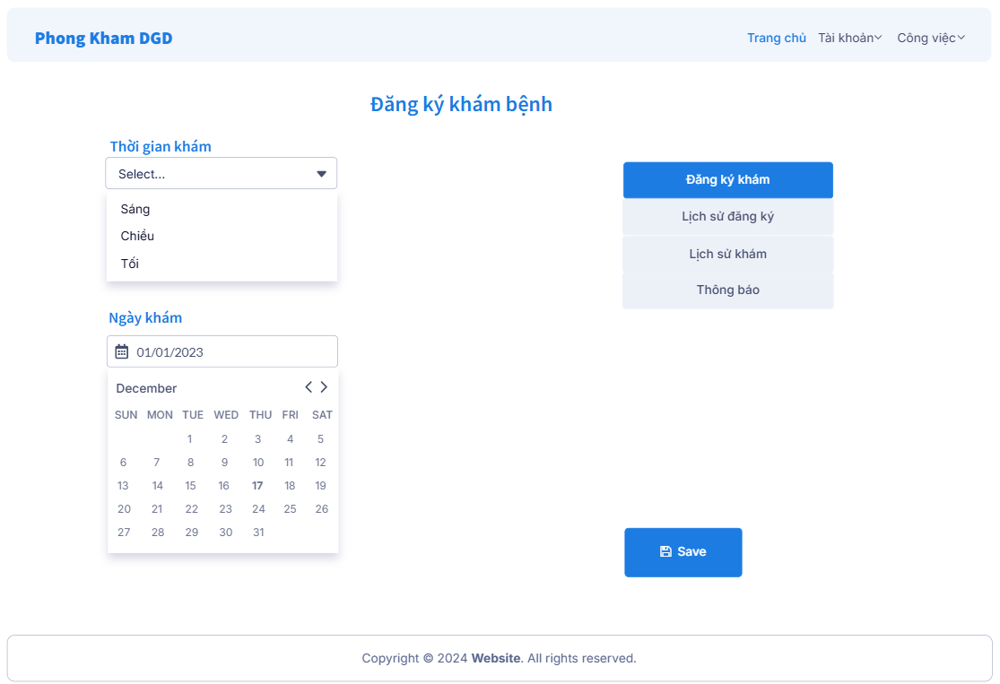 Phong Kham DGD
Trang chủ Tài khoản Công việc
Đăng ký khám bệnh
Thời gian khám
Select...
Sáng
Chiều
Tối
Đăng ký khám
Lịch sử đăng ký
Lịch sử khám
Thông báo
Ngày khám
01/01/2023
December
SUN MON TUE WED THU FRI SAT
1 2 3 4 5
6 7 8 9 10 11 12
13 14 15 16 17 18 19
20 21 22 23 24 25 26
27 28 29 30 31
Save
Copyright © 2024 Website. All rights reserved.